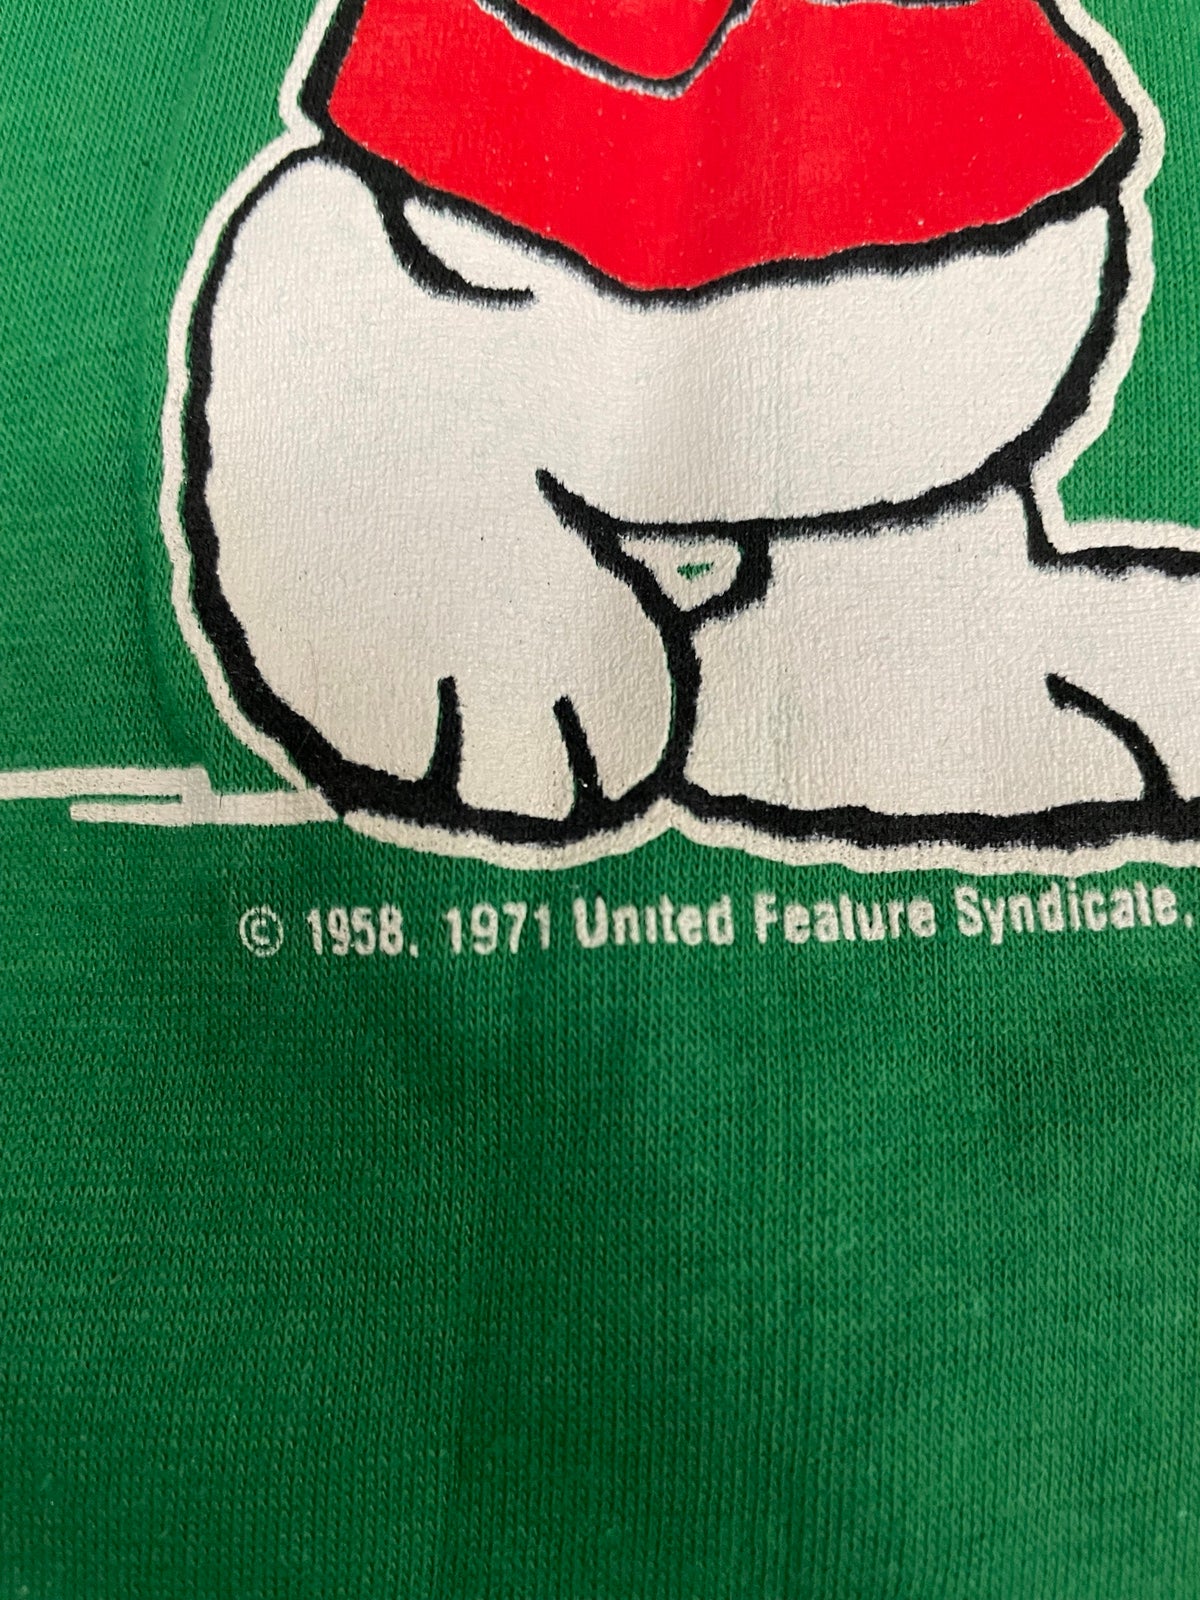 © 1958, 1971 United Feature Syndicate,